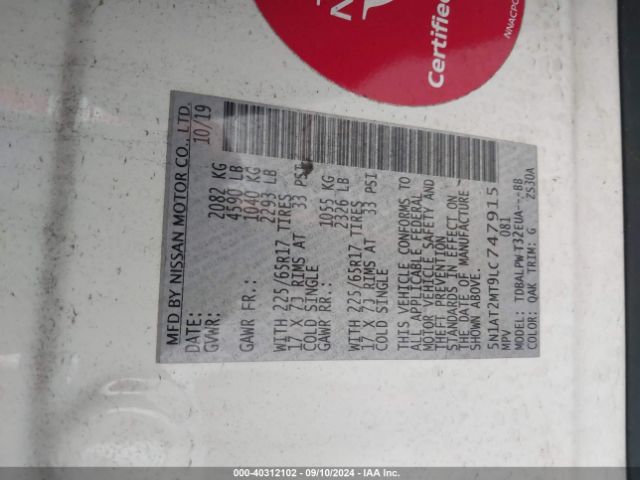 Certified
NNACPO
MFD BY NISSAN MOTOR CO., LTD.
DATE: 10/19
GVWR: 2082 KG
4590 LB
GAWR FR.: 1040 KG
2293 LB
WITH 225/65R17 TIRES
17 X 7J RIMS AT 33 PSI
COLD SINGLE
GAWR RR.: 1055 KG
2326 LB
WITH 225/65R17 TIRES
17 X 7J RIMS AT 33 PSI
COLD SINGLE
THIS VEHICLE CONFORMS TO
ALL APPLICABLE FEDERAL
MOTOR VEHICLE SAFETY AND
THEFT PREVENTION
STANDARDS IN EFFECT ON
THE DATE OF MANUFACTURE
SHOWN ABOVE.
5N1AT2MT9LC747915
MPV 087
MODEL: TDBALPWT32EUA---BB
COLOR: QAK TRIM: G ZS3UA
000-40312102 - 09/10/2024 - IAA Inc.